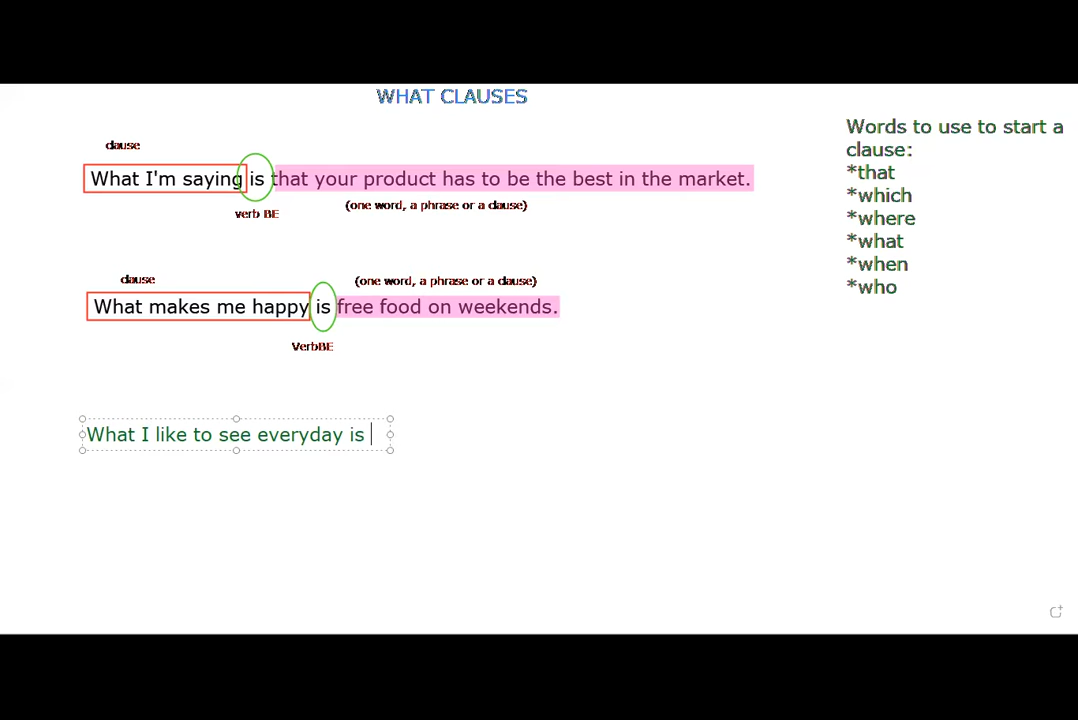 WHAT CLAUSES
clause
What I'm saying is that your product has to be the best in the market.
verb BE
(one word, a phrase or a clause)
clause
(one word, a phrase or a clause)
What makes me happy is free food on weekends.
VerbBE
What I like to see everyday is
Words to use to start a
clause:
*that
*which
*where
*what
*when
*who